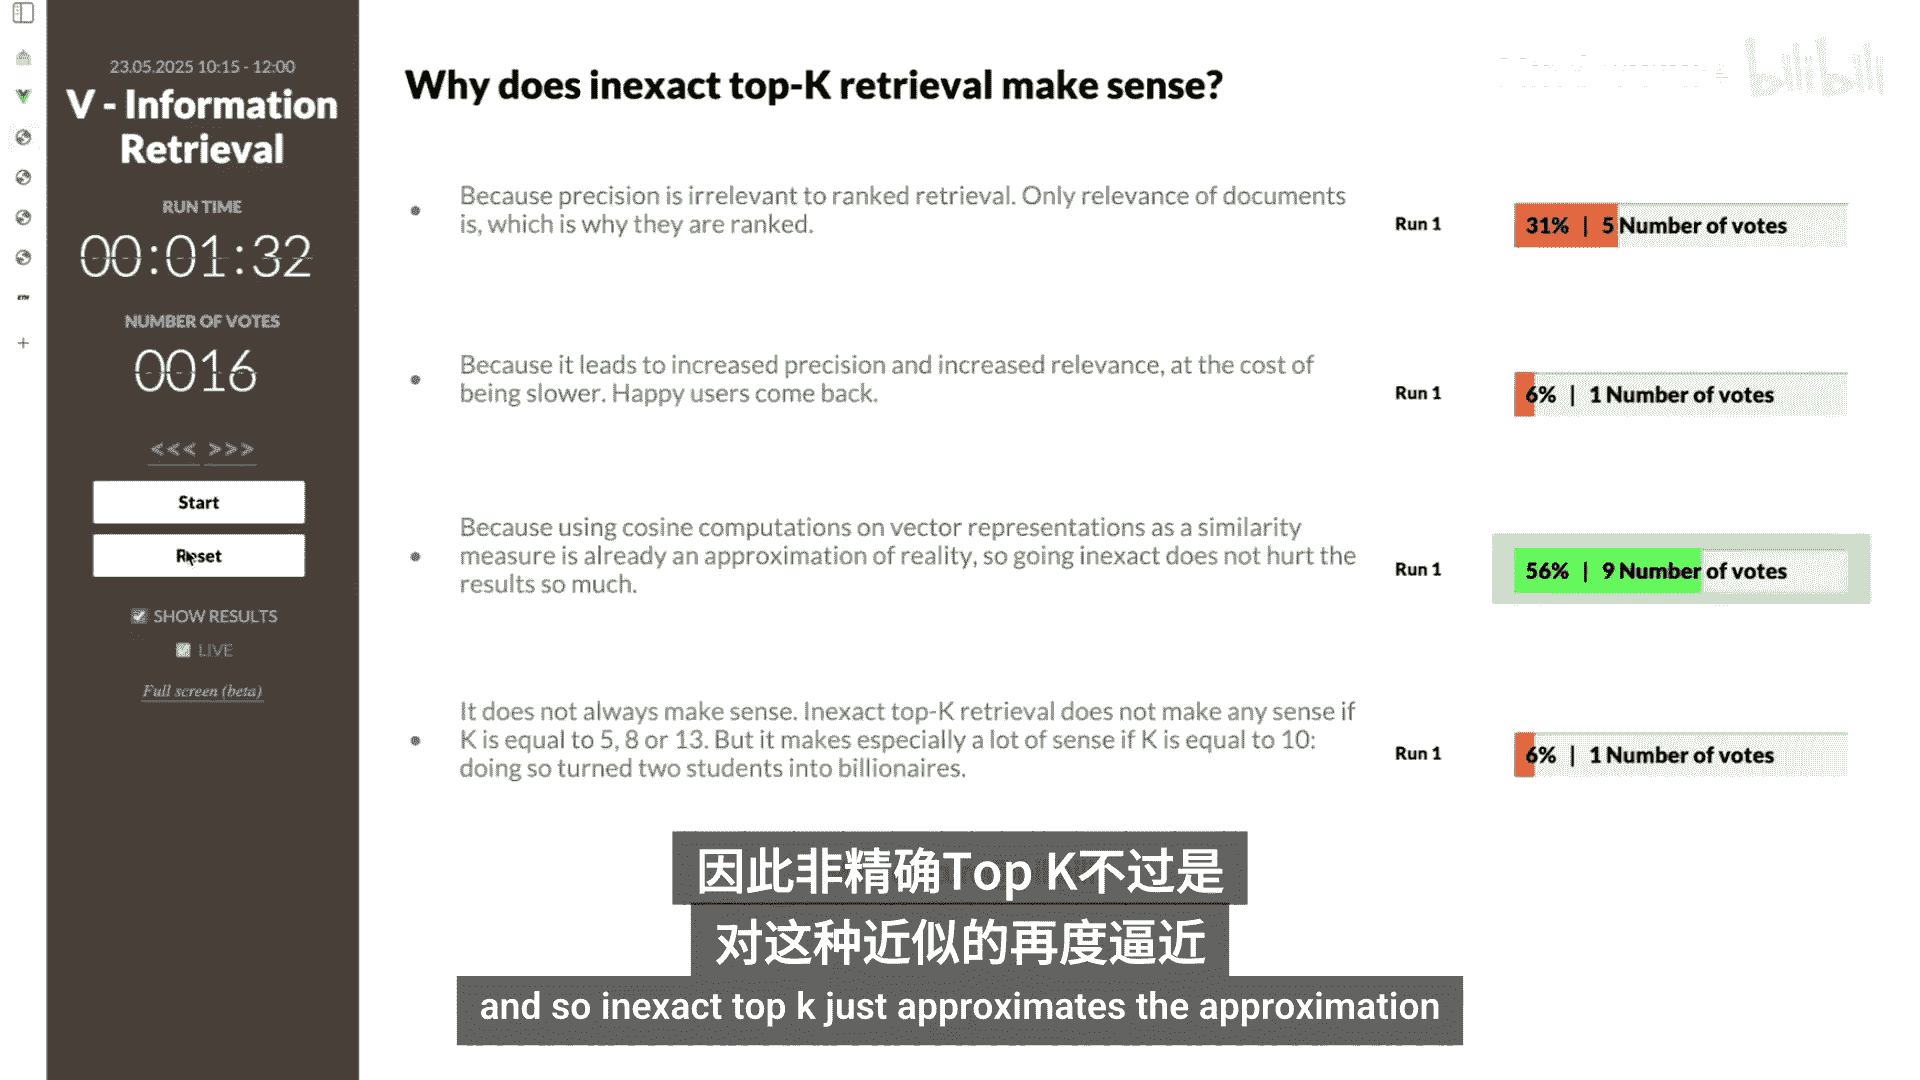 23.05.2025 10:15 - 12:00
V - Information
Retrieval
RUN TIME
00:01:32
NUMBER OF VOTES
0016
<<< >>>
Start
Reset
SHOW RESULTS
LIVE
Full screen (beta)
Why does inexact top-K retrieval make sense?
bilibili
Because precision is irrelevant to ranked retrieval. Only relevance of documents
is, which is why they are ranked.
Run 1
31% | 5 Number of votes
Because it leads to increased precision and increased relevance, at the cost of
being slower. Happy users come back.
Run 1
6% | 1 Number of votes
Because using cosine computations on vector representations as a similarity
measure is already an approximation of reality, so going inexact does not hurt the
results so much.
Run 1
56% | 9 Number of votes
It does not always make sense. Inexact top-K retrieval does not make any sense if
K is equal to 5, 8 or 13. But it makes especially a lot of sense if K is equal to 10:
doing so turned two students into billionaires.
Run 1
6% | 1 Number of votes
因此非精确Top K不过是
对这种近似的再度逼近
and so inexact top k just approximates the approximation